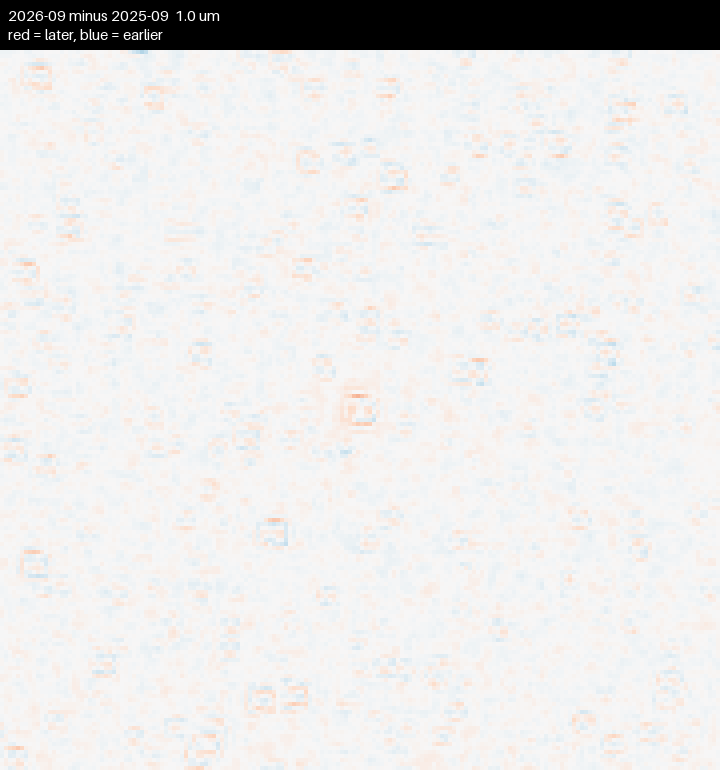 2026-09 minus 2025-09  1.0 um
red = later, blue = earlier